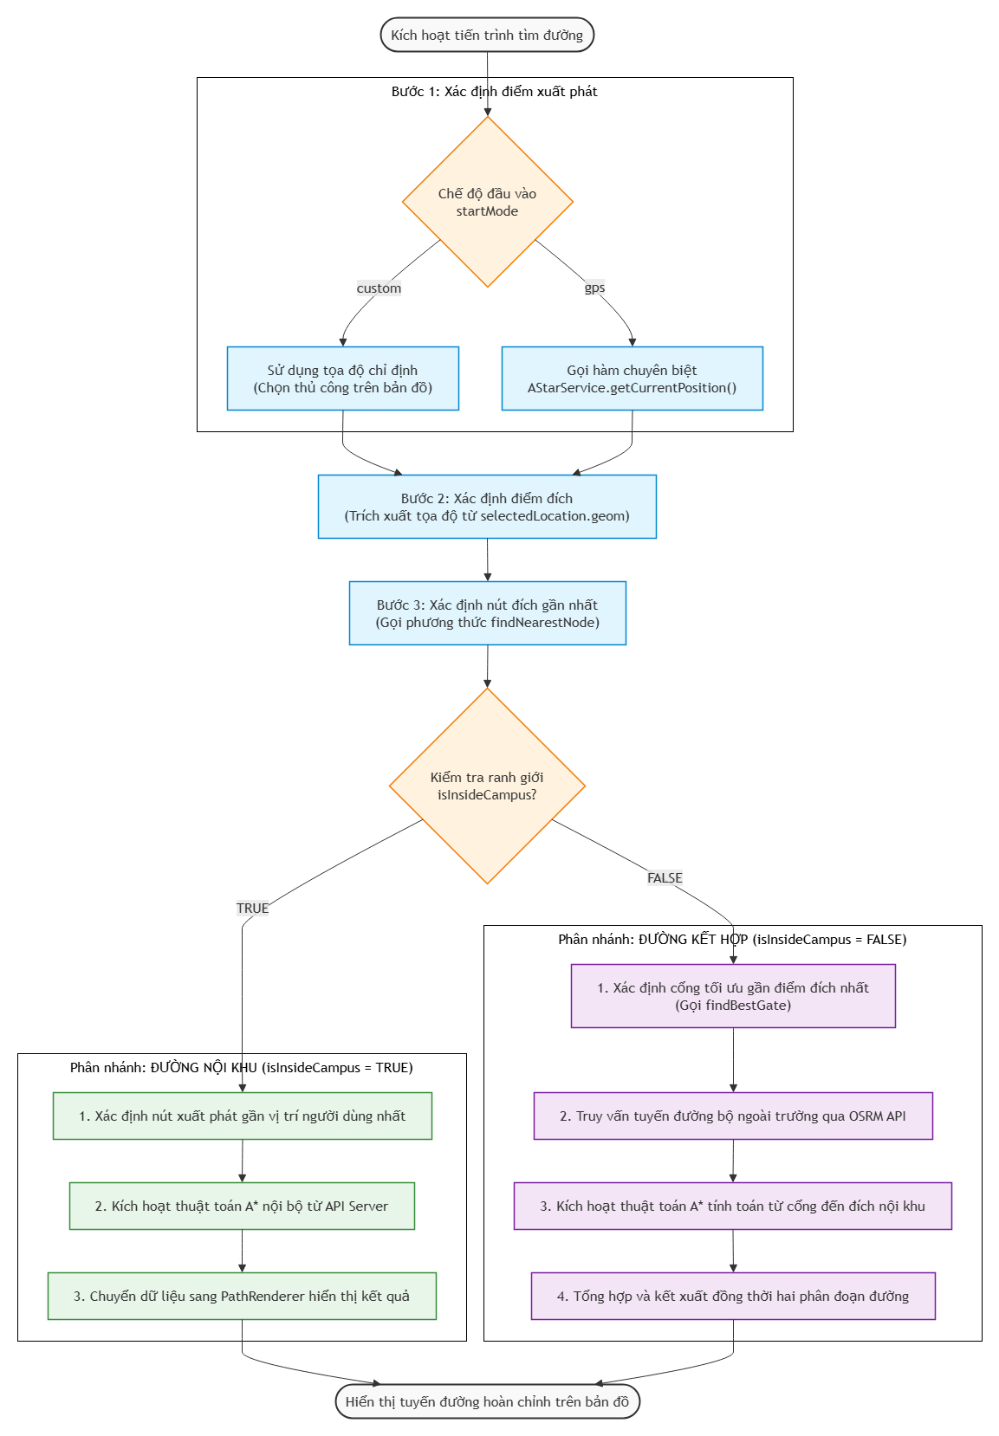 Kích hoạt tiến trình tìm đường
Bước 1: Xác định điểm xuất phát
Chế độ đầu vào
startMode
custom
gps
Sử dụng tọa độ chỉ định
(Chọn thủ công trên bản đồ)
Gọi hàm chuyên biệt
AStarService.getCurrentPosition()
Bước 2: Xác định điểm đích
(Trích xuất tọa độ từ selectedLocation.geom)
Bước 3: Xác định nút đích gần nhất
(Gọi phương thức findNearestNode)
Kiểm tra ranh giới
isInsideCampus?
TRUE
FALSE
Phân nhánh: ĐƯỜNG KẾT HỢP (isInsideCampus = FALSE)
1. Xác định cổng tối ưu gần điểm đích nhất
(Gọi findBestGate)
2. Truy vấn tuyến đường bộ ngoài trường qua OSRM API
3. Kích hoạt thuật toán A* tính toán từ cổng đến đích nội khu
4. Tổng hợp và kết xuất đồng thời hai phân đoạn đường
Phân nhánh: ĐƯỜNG NỘI KHU (isInsideCampus = TRUE)
1. Xác định nút xuất phát gần vị trí người dùng nhất
2. Kích hoạt thuật toán A* nội bộ từ API Server
3. Chuyển dữ liệu sang PathRenderer hiển thị kết quả
Hiển thị tuyến đường hoàn chỉnh trên bản đồ